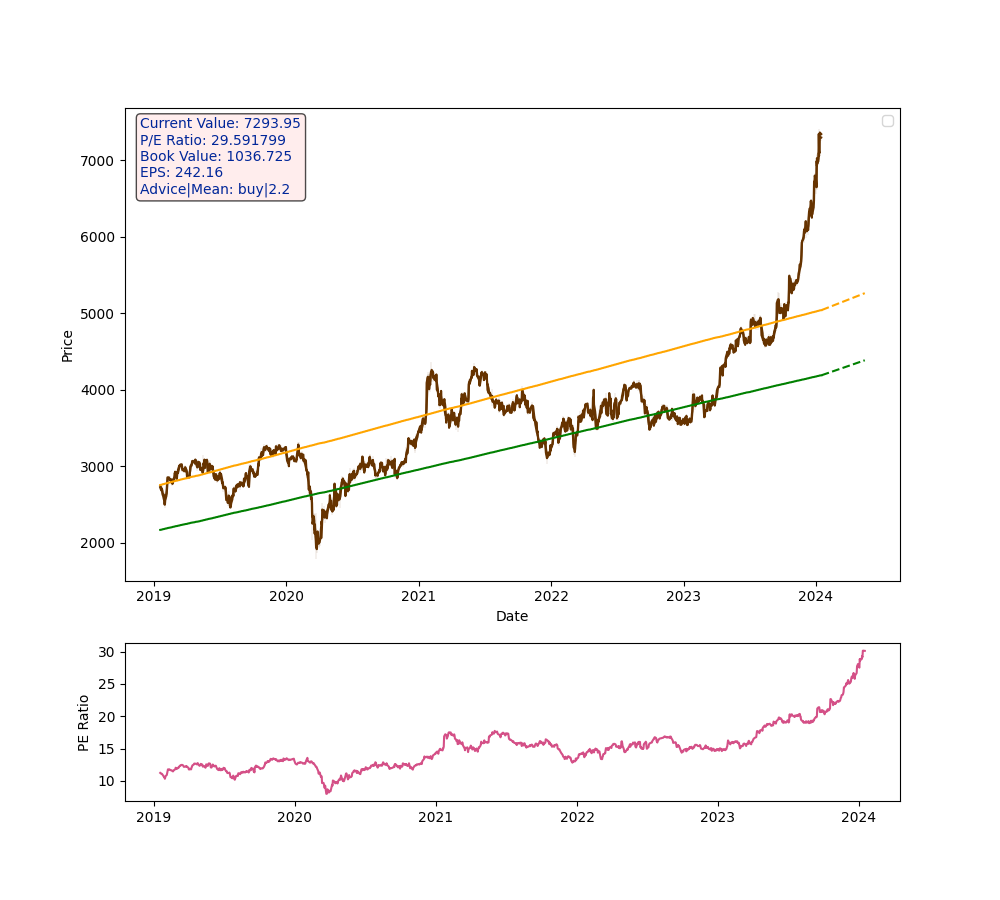 Current Value: 7293.95
P/E Ratio: 29.591799
Book Value: 1036.725
EPS: 242.16
Advice|Mean: buy|2.2
7000
6000
5000
4000
3000
2000
Price
2019 2020 2021 2022 2023 2024
Date
30
25
20
15
10
PE Ratio
2019 2020 2021 2022 2023 2024